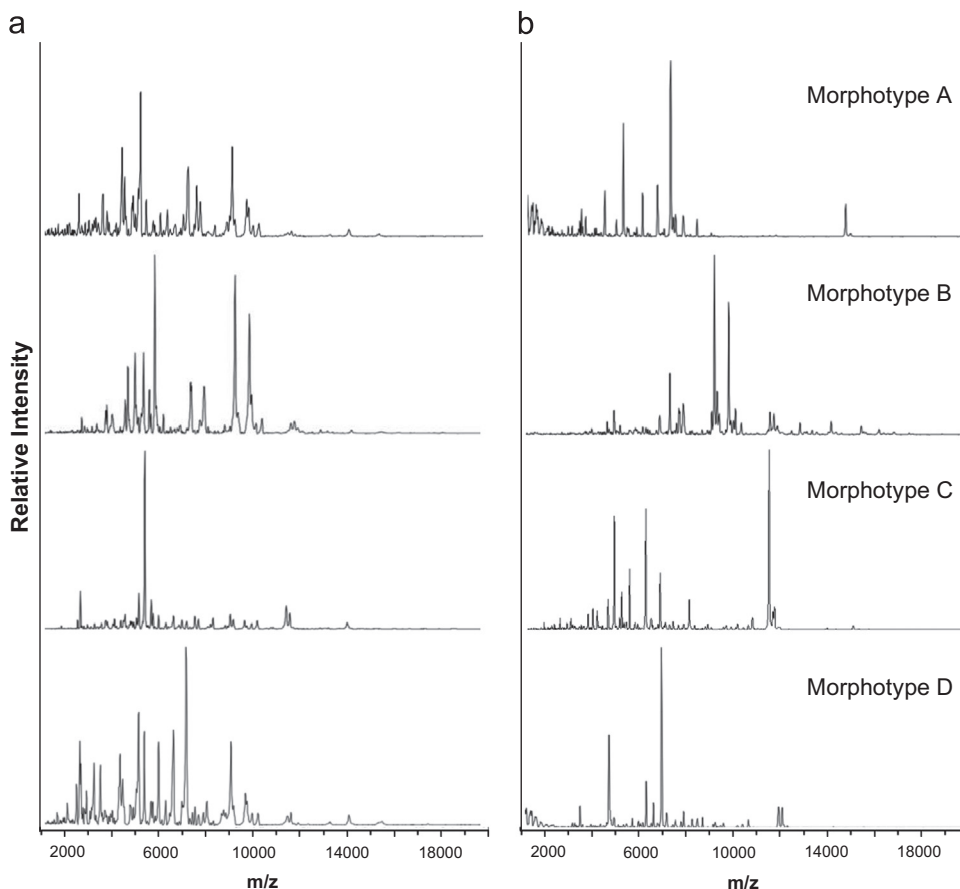 a
b
Morphotype A
Morphotype B
Morphotype C
Morphotype D
Relative Intensity
2000 6000 10000 14000 18000
2000 6000 10000 14000 18000
m/z
m/z